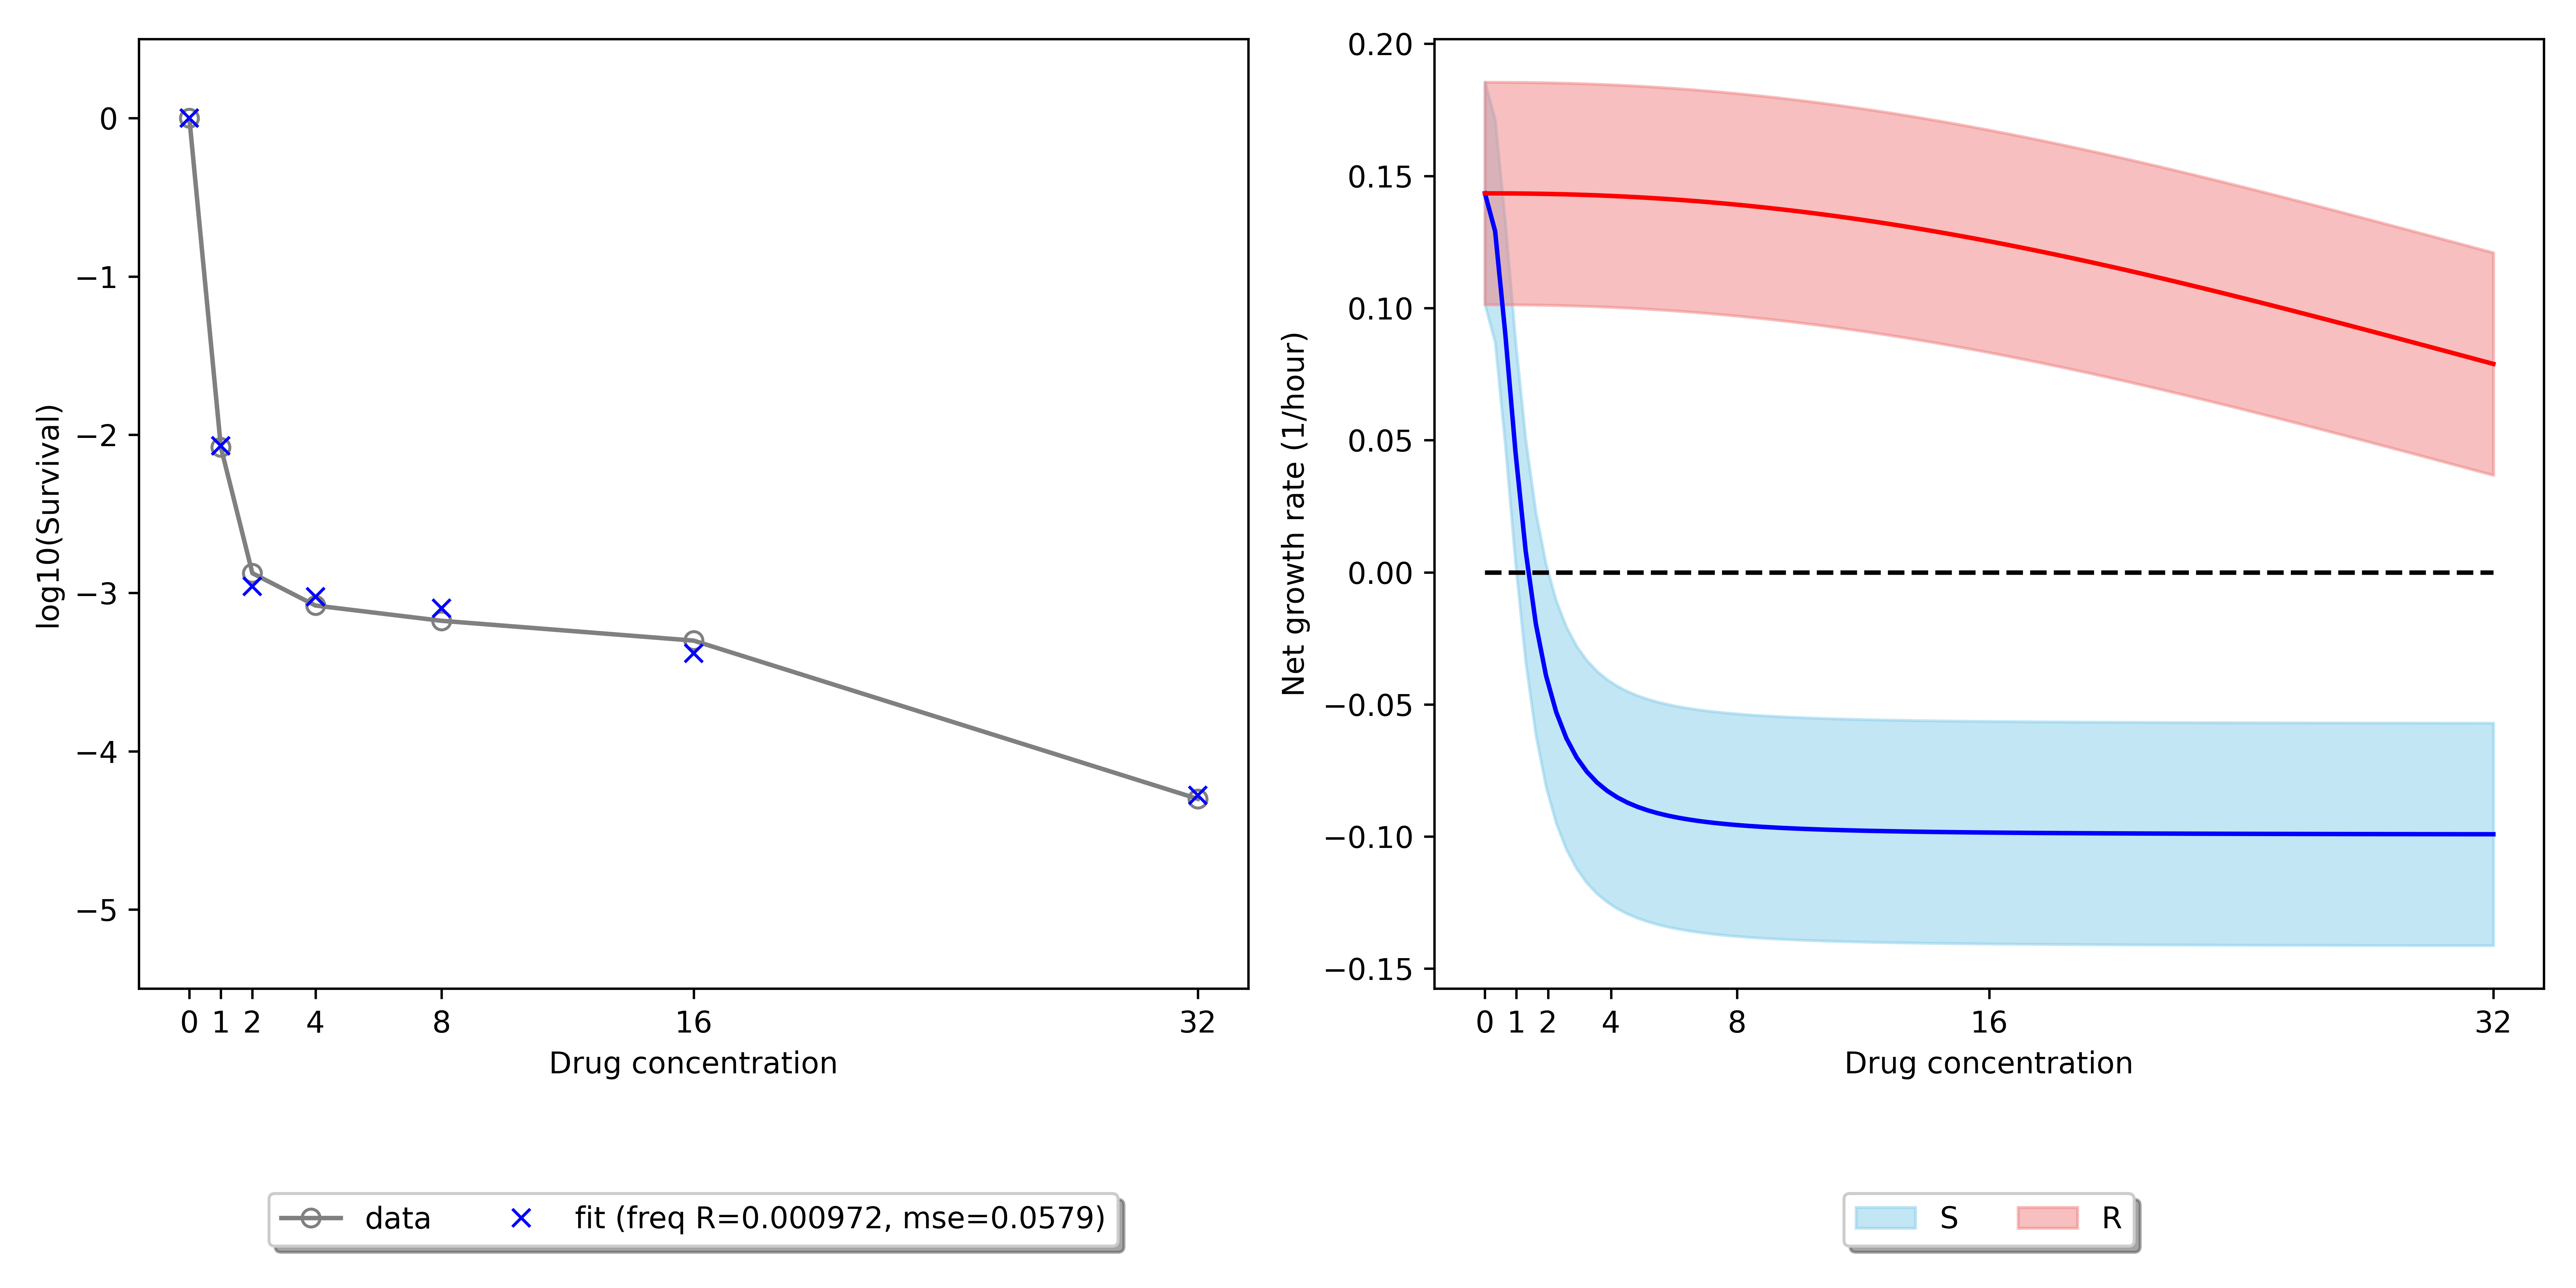 0
−1
−2
−3
−4
−5
log10(Survival)
0 1 2 4 8 16 32
Drug concentration
data fit (freq R=0.000972, mse=0.0579)
0.20
0.15
0.10
0.05
0.00
−0.05
−0.10
−0.15
Net growth rate (1/hour)
0 1 2 4 8 16 32
Drug concentration
S R